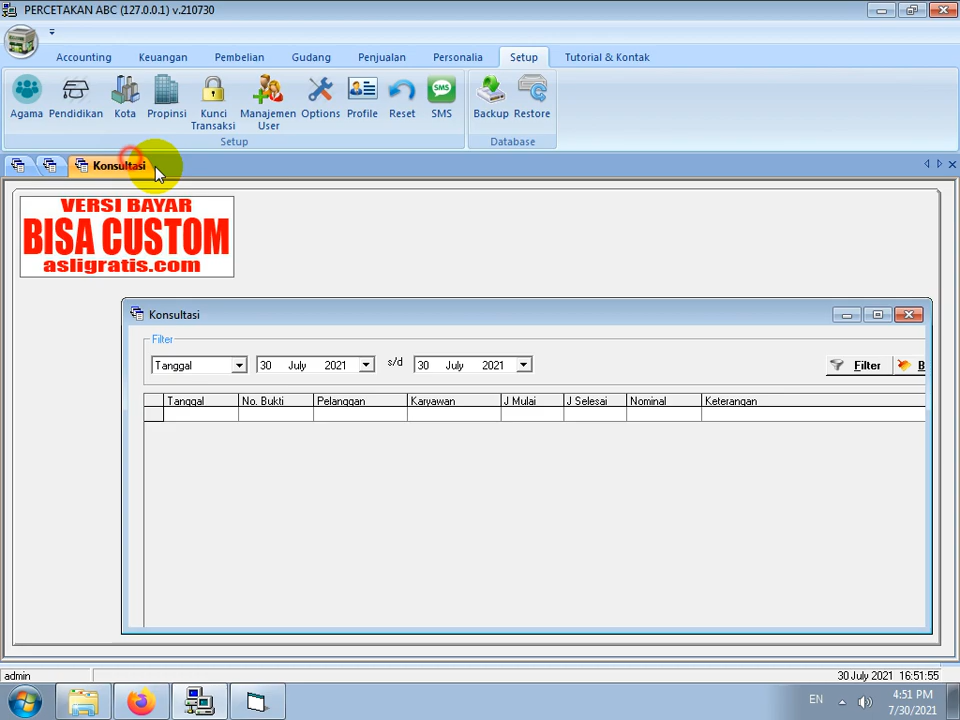 PERCETAKAN ABC (127.0.0.1) v.210730
Accounting Keuangan Pembelian Gudang Penjualan Personalia Setup Tutorial & Kontak
Agama Pendidikan Kota Propinsi Kunci Transaksi Manajemen User Options Profile Reset SMS Backup Restore
Setup Database
Konsultasi
VERSI BAYAR
BISA CUSTOM
asligratis.com
Konsultasi
Filter
Tanggal 30 July 2021 s/d 30 July 2021 Filter B
Tanggal No. Bukti Pelanggan Karyawan J Mulai J Selesai Nominal Keterangan
admin 30 July 2021 16:51:55
EN 4:51 PM
7/30/2021